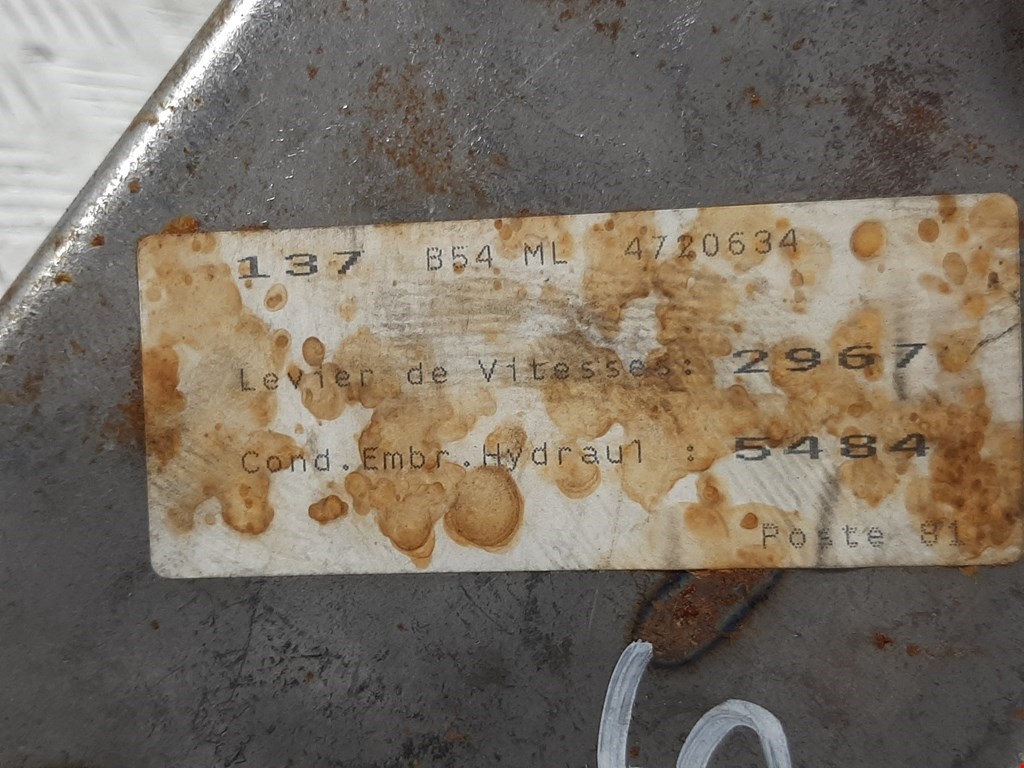 137 B54 ML 4720634
Levier de Vitesses: 2967
Cond.Embr.Hydraul : 5484
Poste 81